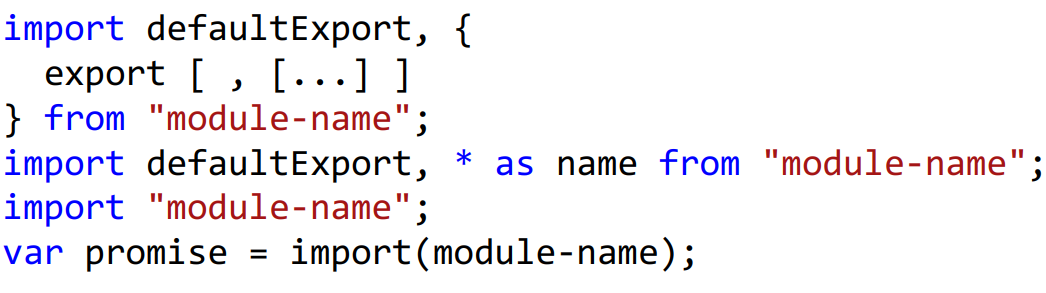 import defaultExport, {
  export [ , [...] ]
} from "module-name";
import defaultExport, * as name from "module-name";
import "module-name";
var promise = import(module-name);